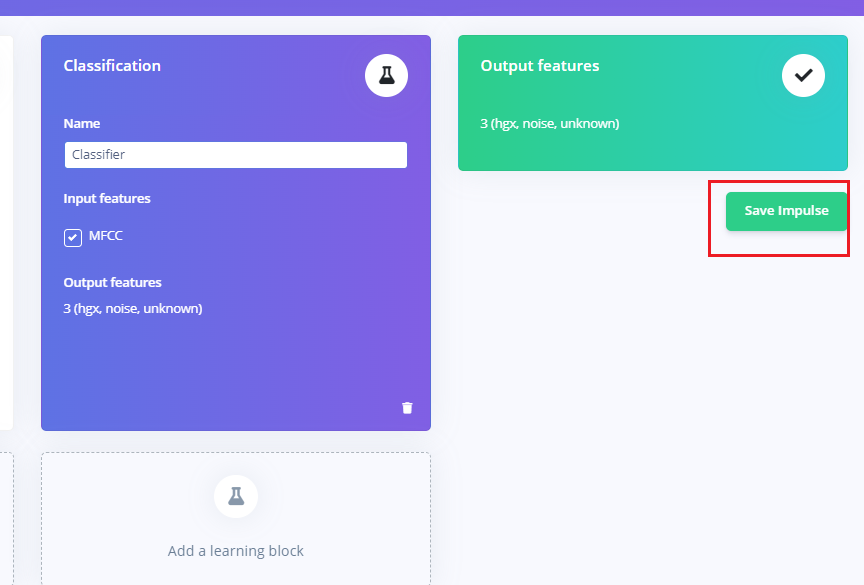 Classification
Name
Classifier
Input features
MFCC
Output features
3 (hgx, noise, unknown)
Add a learning block
Output features
3 (hgx, noise, unknown)
Save Impulse